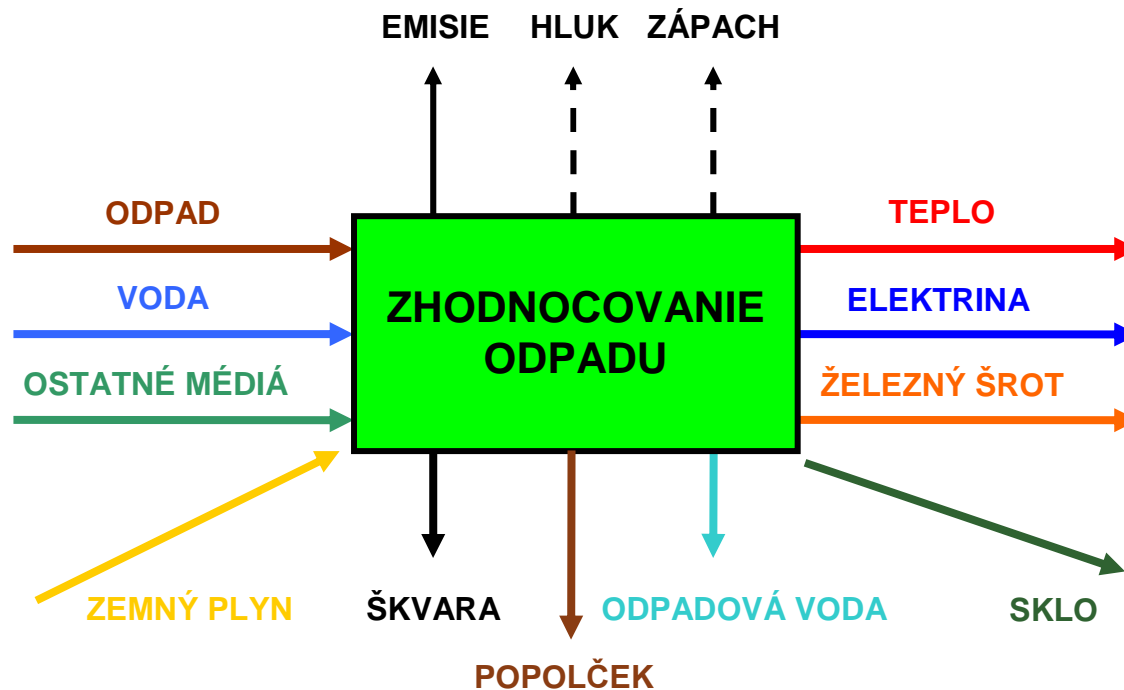 EMISIE HLUK ZÁPACH
ODPAD
TEPLO
VODA
ZHODNOCOVANIE
ODPADU
ELEKTRINA
OSTATNÉ MÉDIÁ
ŽELEZNÝ ŠROT
ZEMNÝ PLYN
ŠKVARA
ODPADOVÁ VODA
SKLO
POPOLČEK